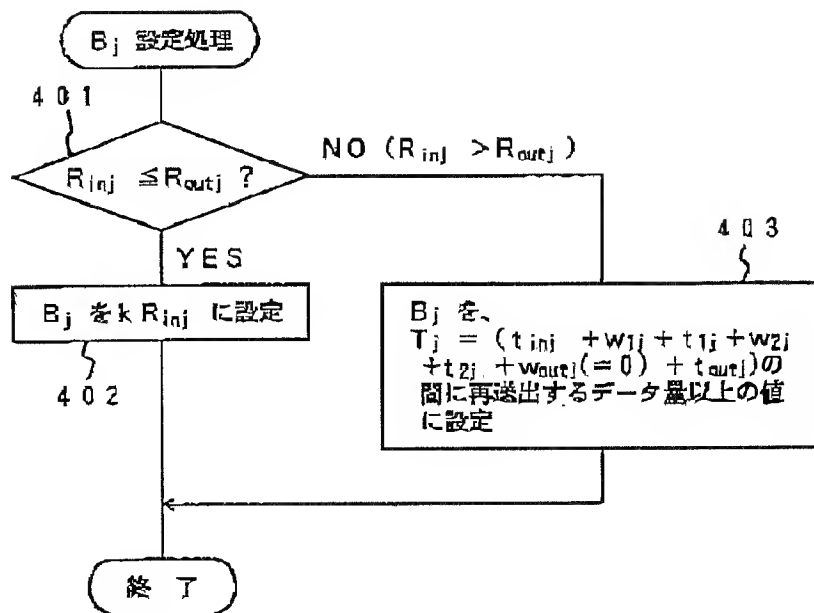 Bj 設定処理
401
Rinj ≦Routj ?
NO (Rinj >Routj)
YES
403
Bj を k Rinj に設定
402
Bj を、
Tj = (tinj +w1j+t1j+w2j
+t2j +woutj(=0) +toutj)の
間に再送出するデータ量以上の値
に設定
終了